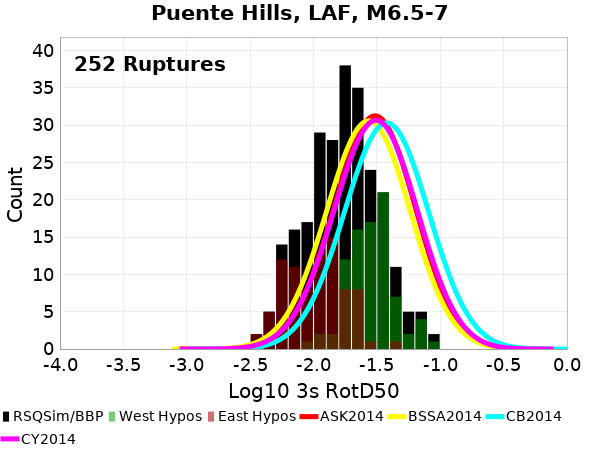 Puente Hills, LAF, M6.5-7
252 Ruptures
40
35
30
25
20
15
10
5
0
Count
-4.0 -3.5 -3.0 -2.5 -2.0 -1.5 -1.0 -0.5 0.0
Log10 3s RotD50
RSQSim/BBP West Hypos East Hypos ASK2014 BSSA2014 CB2014
CY2014